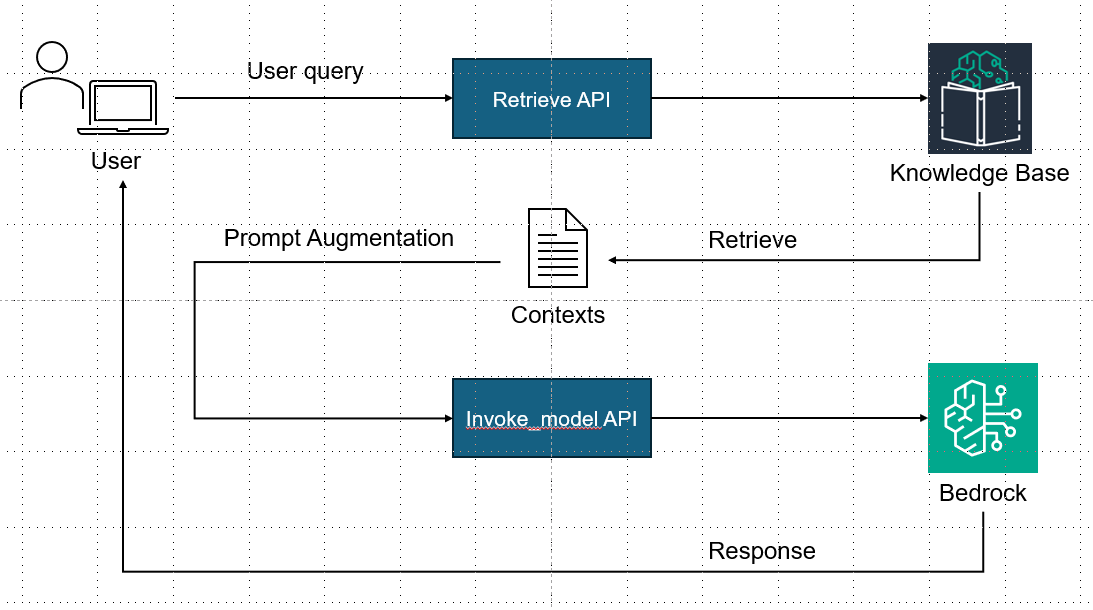 User query
Retrieve API
User
Knowledge Base
Prompt Augmentation
Retrieve
Contexts
Invoke_model API
Bedrock
Response